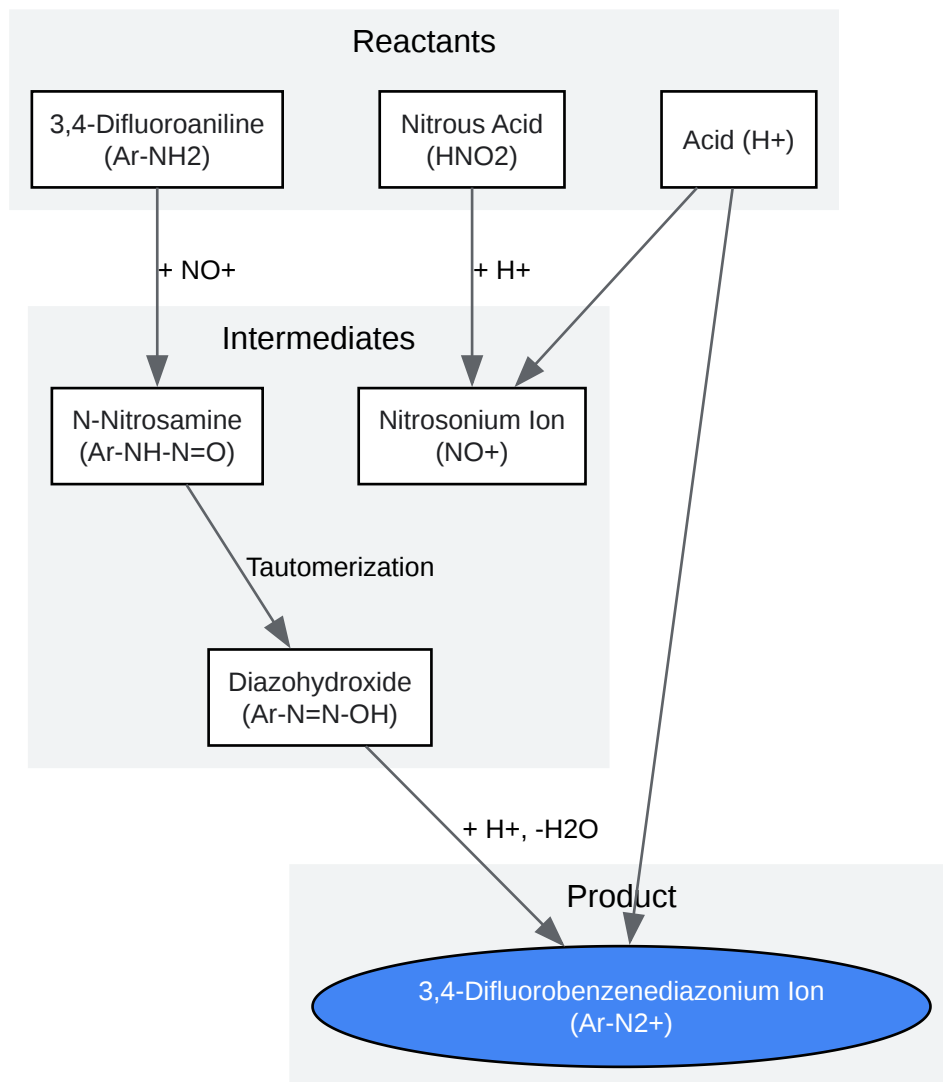 Reactants
3,4-Difluoroaniline
(Ar-NH2)
Nitrous Acid
(HNO2)
Acid (H+)
+ NO+
+ H+
Intermediates
N-Nitrosamine
(Ar-NH-N=O)
Nitrosonium Ion
(NO+)
Tautomerization
Diazohydroxide
(Ar-N=N-OH)
+ H+, -H2O
Product
3,4-Difluorobenzenediazonium Ion
(Ar-N2+)